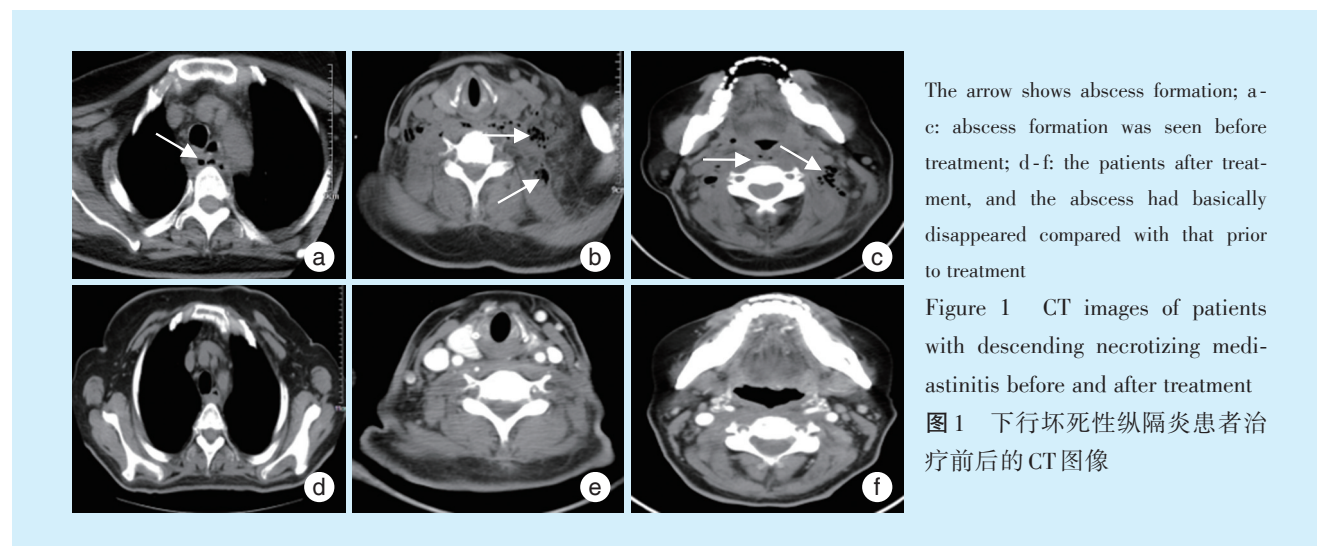 a
b
c
d
e
f
The arrow shows abscess formation; a-
c: abscess formation was seen before
treatment; d-f: the patients after treat-
ment, and the abscess had basically
disappeared compared with that prior
to treatment
Figure 1 CT images of patients
with descending necrotizing medi-
astinitis before and after treatment
图1 下行坏死性纵隔炎患者治
疗前后的CT图像